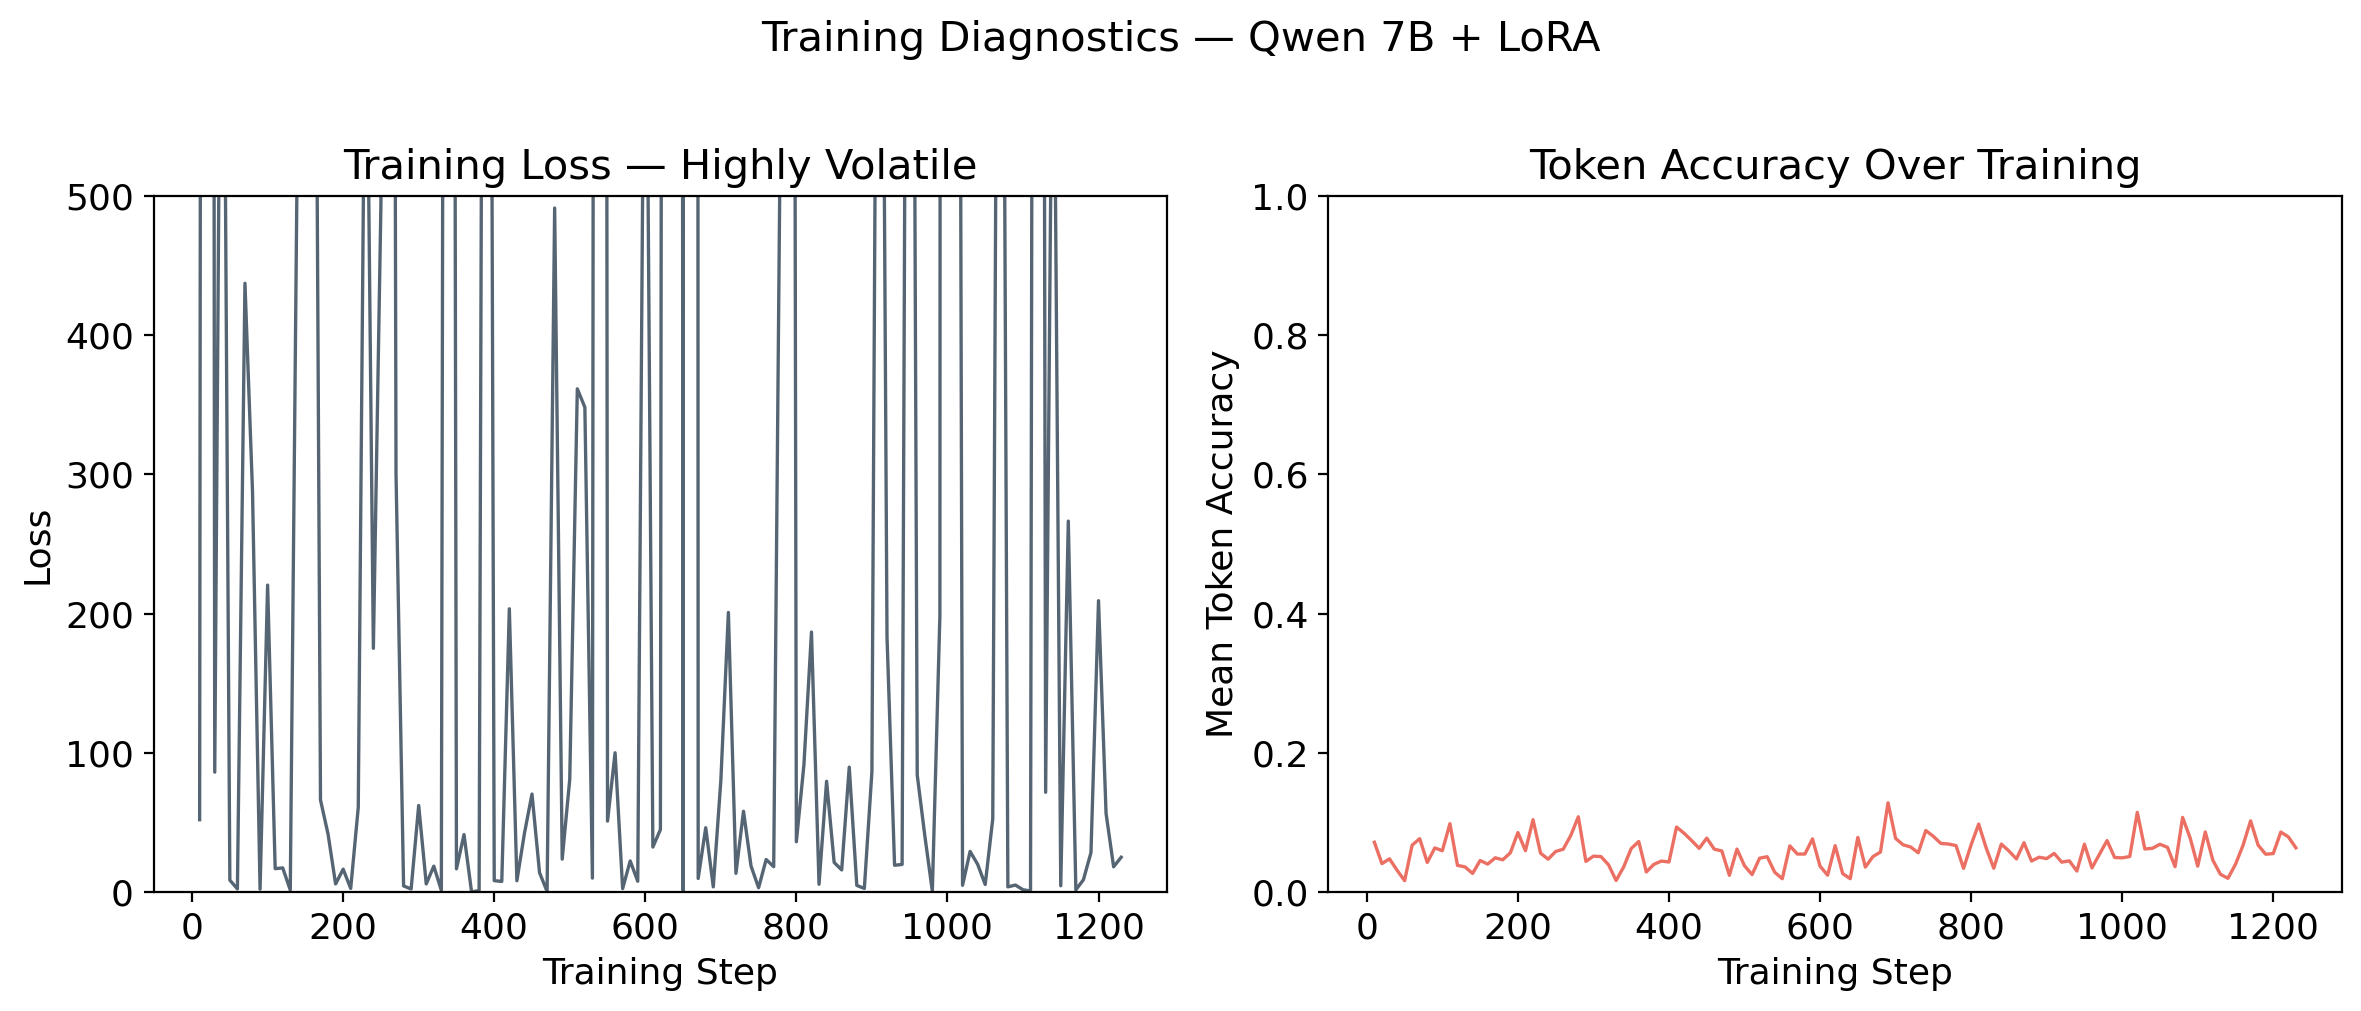 Training Diagnostics — Qwen 7B + LoRA
Training Loss — Highly Volatile
500
400
300
200
100
0
Loss
0 200 400 600 800 1000 1200
Training Step
Token Accuracy Over Training
1.0
0.8
0.6
0.4
0.2
0.0
Mean Token Accuracy
0 200 400 600 800 1000 1200
Training Step